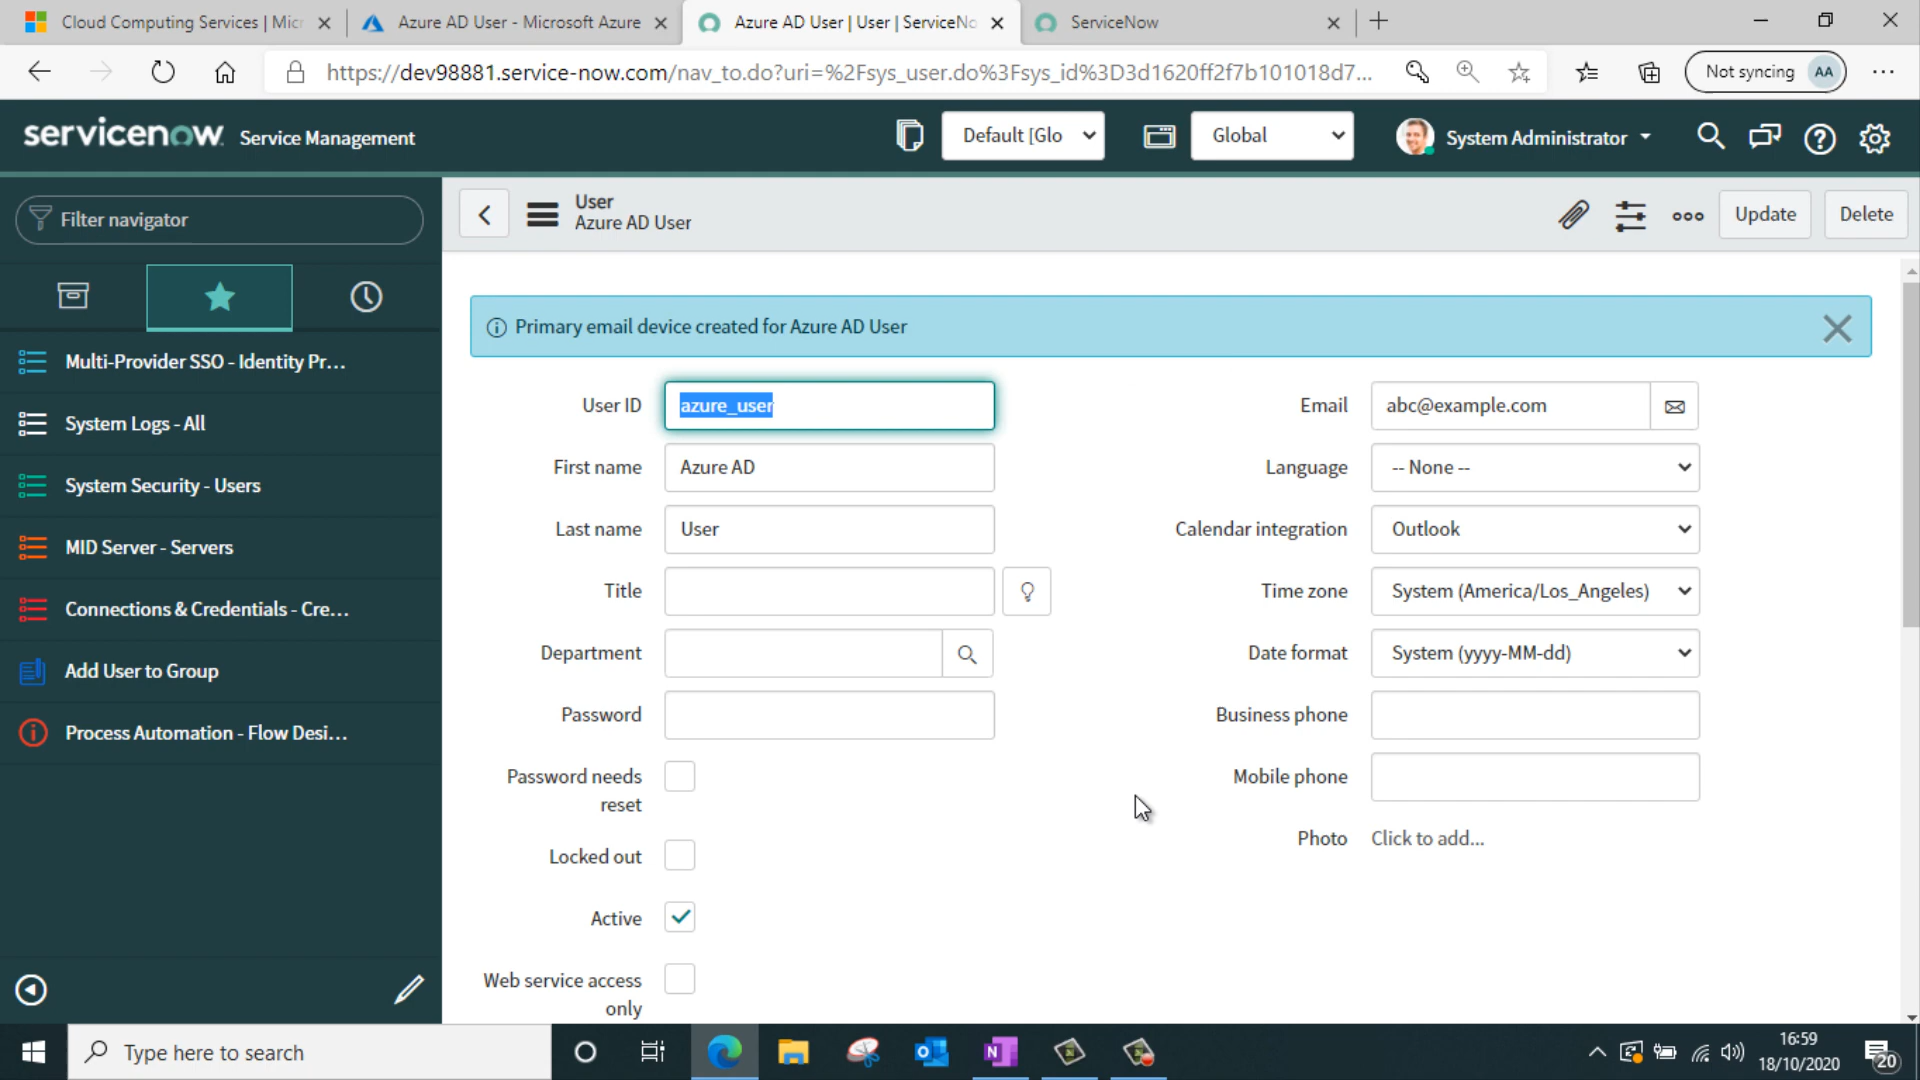 Cloud Computing Services | Micr
Azure AD User - Microsoft Azure
Azure AD User | User | ServiceNo
ServiceNow
https://dev98881.service-now.com/nav_to.do?uri=%2Fsys_user.do%3Fsys_id%3D3d1620ff2f7b101018d7...
Not syncing
AA
servicenow Service Management
Default [Glo
Global
System Administrator
Filter navigator
User
Azure AD User
Update
Delete
Primary email device created for Azure AD User
Multi-Provider SSO - Identity Pr...
System Logs - All
System Security - Users
MID Server - Servers
Connections & Credentials - Cre...
Add User to Group
Process Automation - Flow Desi...
User ID
azure_user
First name
Azure AD
Last name
User
Title
Department
Password
Password needs
reset
Locked out
Active
Web service access
only
Email
abc@example.com
Language
-- None --
Calendar integration
Outlook
Time zone
System (America/Los_Angeles)
Date format
System (yyyy-MM-dd)
Business phone
Mobile phone
Photo
Click to add...
Type here to search
N
16:59
18/10/2020
20